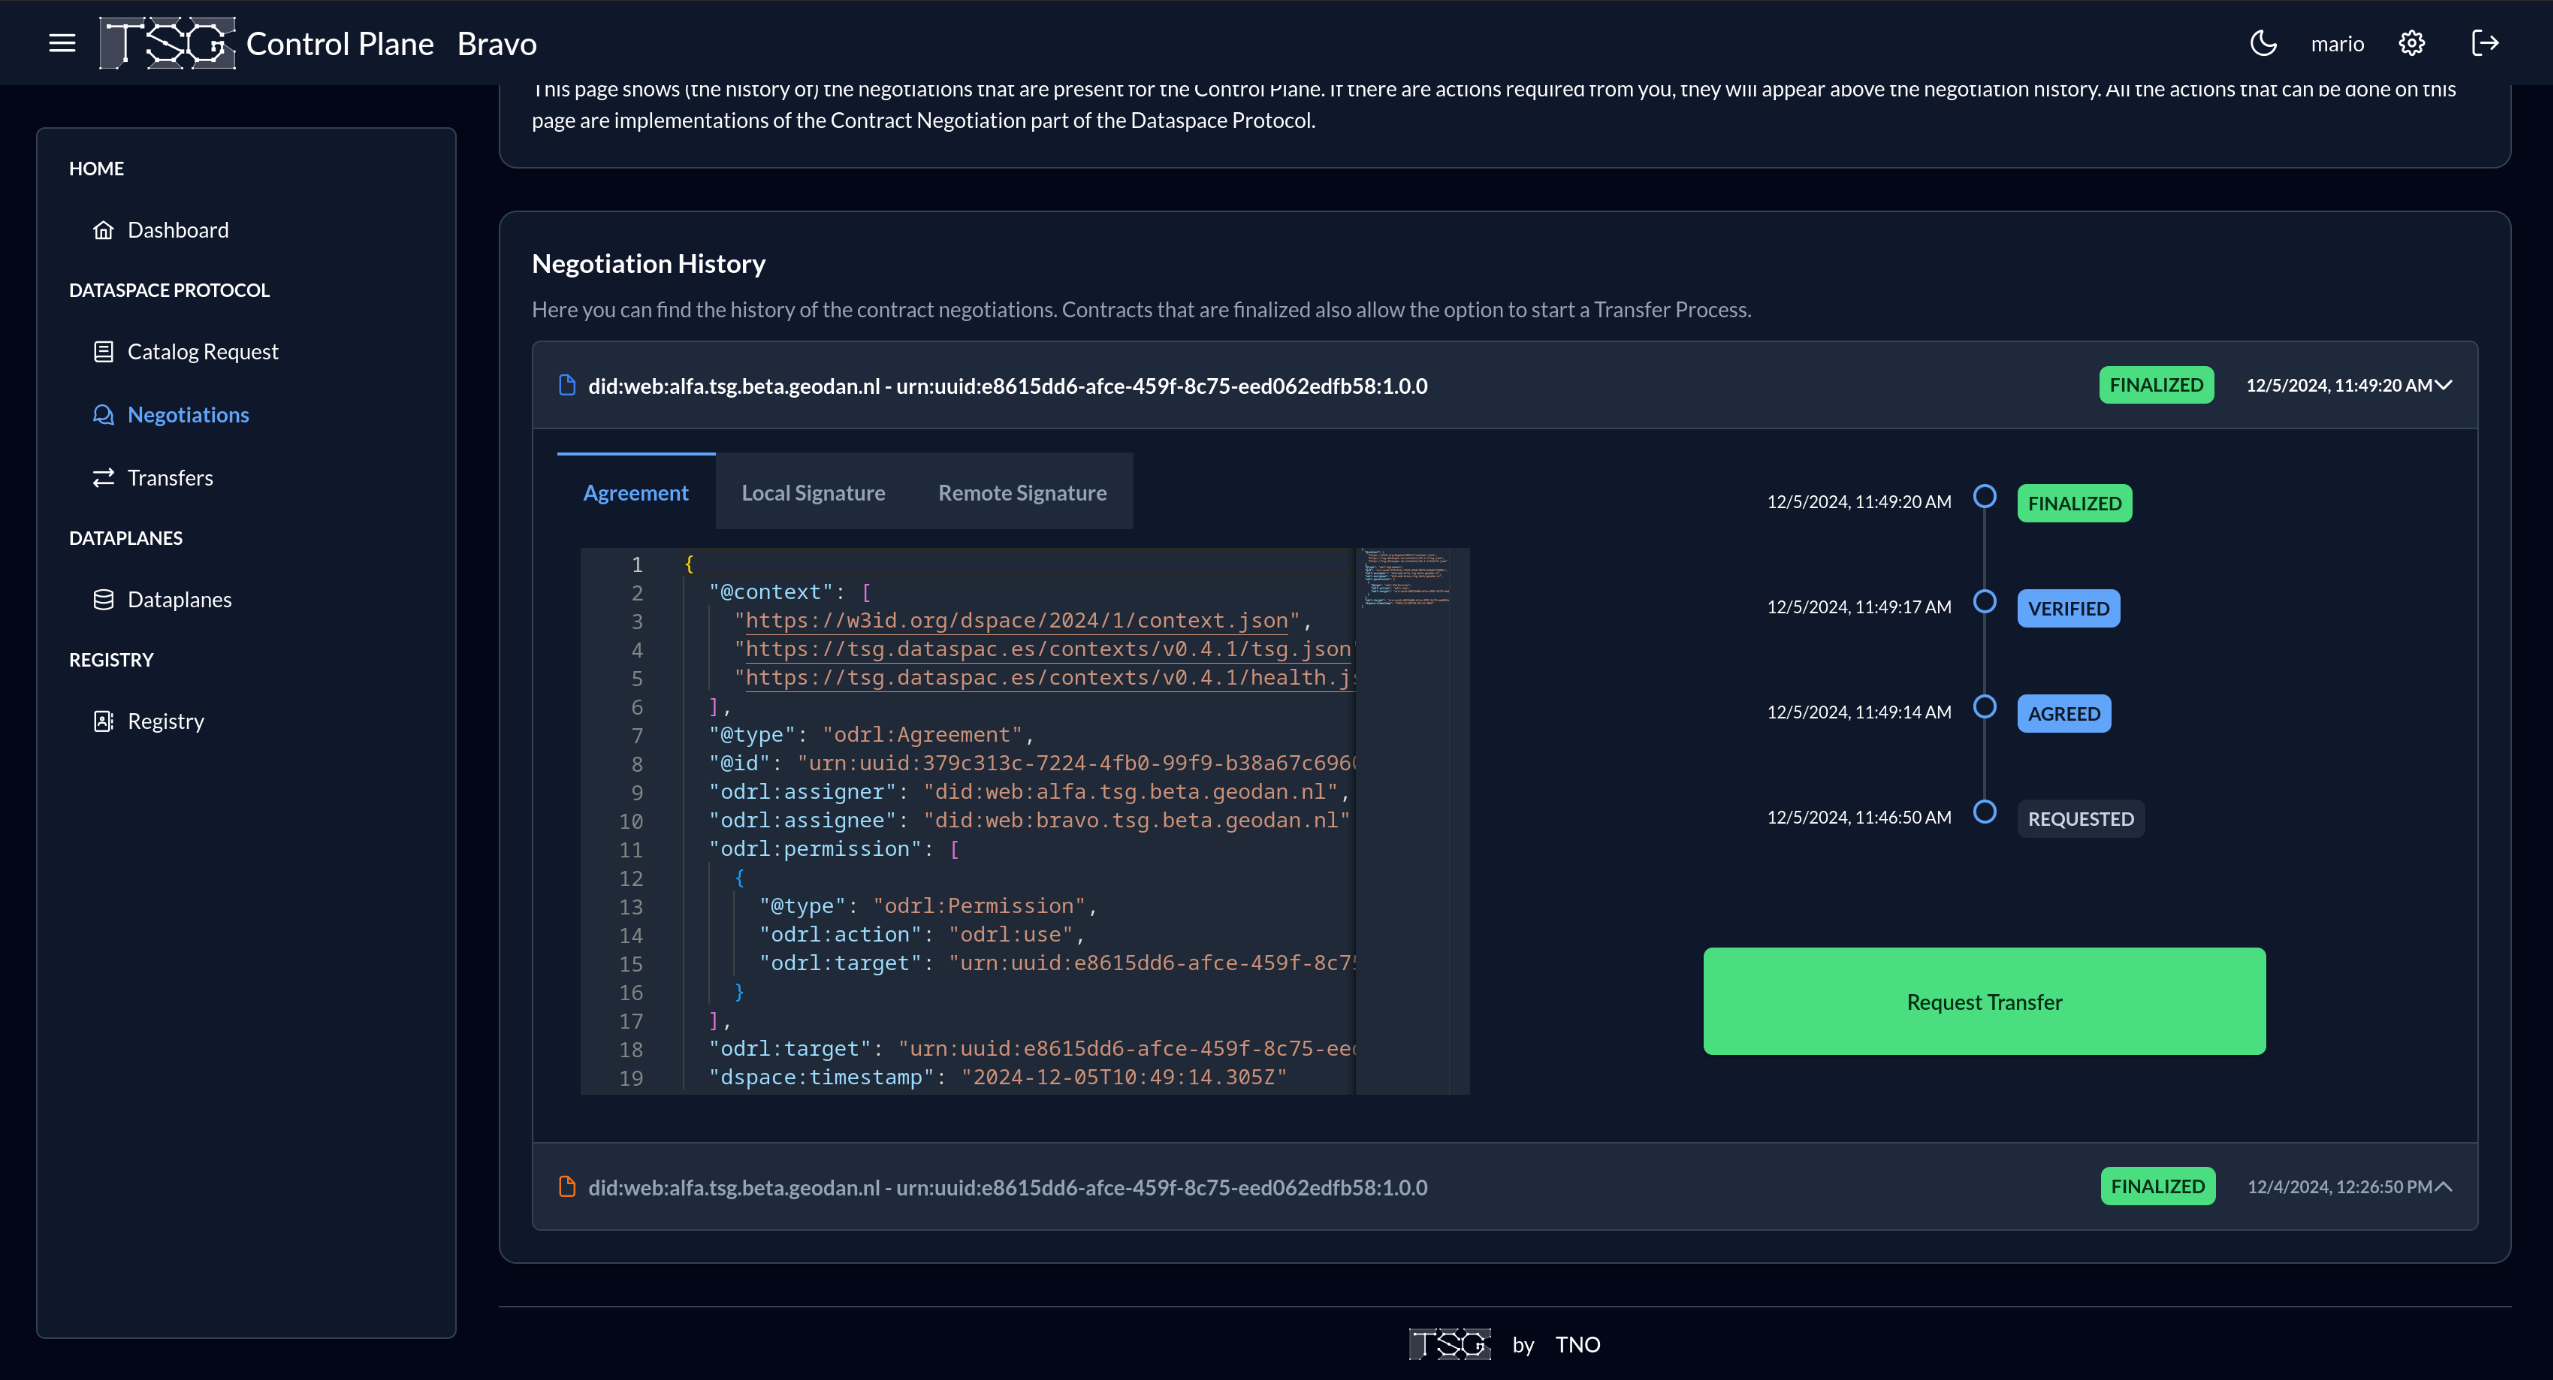 TSG Control Plane Bravo
mario
This page shows (the history of) the negotiations that are present for the Control Plane. If there are actions required from you, they will appear above the negotiation history. All the actions that can be done on this
page are implementations of the Contract Negotiation part of the Dataspace Protocol.
HOME
Dashboard
DATASPACE PROTOCOL
Catalog Request
Negotiations
Transfers
DATAPLANES
Dataplanes
REGISTRY
Registry
Negotiation History
Here you can find the history of the contract negotiations. Contracts that are finalized also allow the option to start a Transfer Process.
did:web:alfa.tsg.beta.geodan.nl - urn:uuid:e8615dd6-afce-459f-8c75-eed062edfb58:1.0.0
FINALIZED
12/5/2024, 11:49:20 AM
Agreement
Local Signature
Remote Signature
1 {
2 "@context": [
3 "https://w3id.org/dspace/2024/1/context.json",
4 "https://tsg.dataspac.es/contexts/v0.4.1/tsg.json"
5 "https://tsg.dataspac.es/contexts/v0.4.1/health.js
6 ],
7 "@type": "odrl:Agreement",
8 "@id": "urn:uuid:379c313c-7224-4fb0-99f9-b38a67c696
9 "odrl:assigner": "did:web:alfa.tsg.beta.geodan.nl",
10 "odrl:assignee": "did:web:bravo.tsg.beta.geodan.nl"
11 "odrl:permission": [
12 {
13 "@type": "odrl:Permission",
14 "odrl:action": "odrl:use",
15 "odrl:target": "urn:uuid:e8615dd6-afce-459f-8c75
16 }
17 ],
18 "odrl:target": "urn:uuid:e8615dd6-afce-459f-8c75-eed
19 "dspace:timestamp": "2024-12-05T10:49:14.305Z"
12/5/2024, 11:49:20 AM
FINALIZED
12/5/2024, 11:49:17 AM
VERIFIED
12/5/2024, 11:49:14 AM
AGREED
12/5/2024, 11:46:50 AM
REQUESTED
Request Transfer
did:web:alfa.tsg.beta.geodan.nl - urn:uuid:e8615dd6-afce-459f-8c75-eed062edfb58:1.0.0
FINALIZED
12/4/2024, 12:26:50 PM
TSG by TNO